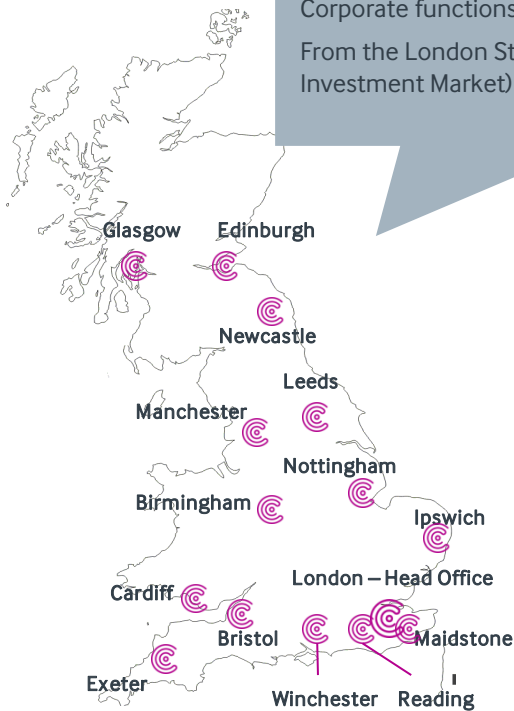 Corporate functions
From the London St
Investment Market)
Glasgow
Edinburgh
Newcastle
Leeds
Manchester
Nottingham
Birmingham
Ipswich
London – Head Office
Cardiff
Bristol
Maidstone
Exeter
Winchester
Reading